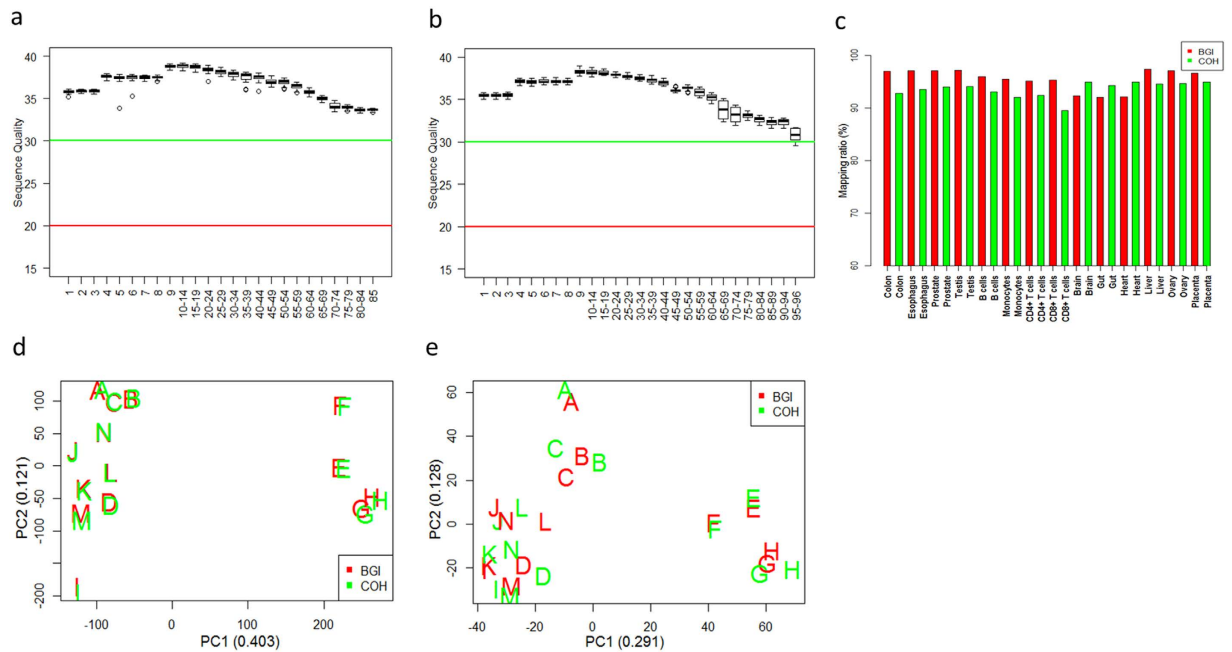 a
b
c
Sequence Quality
40
35
30
25
20
15
1
2
3
4
5
6
7
8
9
10-14
15-19
20-24
25-29
30-34
35-39
40-44
45-49
50-54
55-59
60-64
65-69
70-74
75-79
80-84
85
Sequence Quality
40
35
30
25
20
15
1
2
3
4
5
6
7
8
9
10-14
15-19
20-24
25-29
30-34
35-39
40-44
45-49
50-54
55-59
60-64
65-69
70-74
75-79
80-84
85-89
90-94
95-96
BGI
COH
Mapping ratio (%)
100
90
80
70
60
Colon
Colon
Esophagus
Esophagus
Prostate
Prostate
Testis
Testis
B cells
B cells
Monocytes
Monocytes
CD4+ T cells
CD4+ T cells
CD8+ T cells
CD8+ T cells
Brain
Brain
Gut
Gut
Heart
Heart
Liver
Liver
Ovary
Ovary
Placenta
Placenta
d
e
PC2 (0.121)
100
50
0
-50
-100
-200
A A
C C B B
N N
J J
L L
K K
D D
M M
I I
F F
E E
H H
G G
BGI
COH
-100
0
100
200
PC1 (0.403)
PC2 (0.128)
60
40
20
0
-20
BGI
COH
A
A
C
B B
C
J L
N L
J
K N
K D
D
I M
M
E
E
F
F
H
G
G H
-40
-20
0
20
40
60
PC1 (0.291)